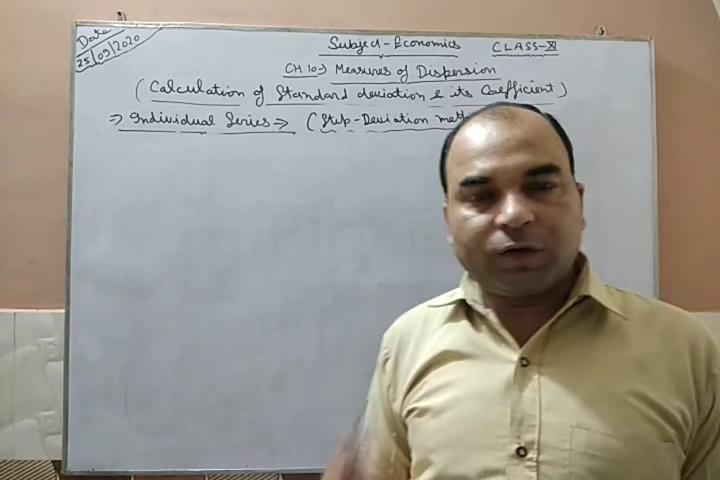 Date
25/09/2020
Subject-Economics CLASS-XI
CH 10→ Measures of Dispersion
(Calculation of Standard deviation & its Coefficient)
⇒ Individual Series→ (Step-Deviation